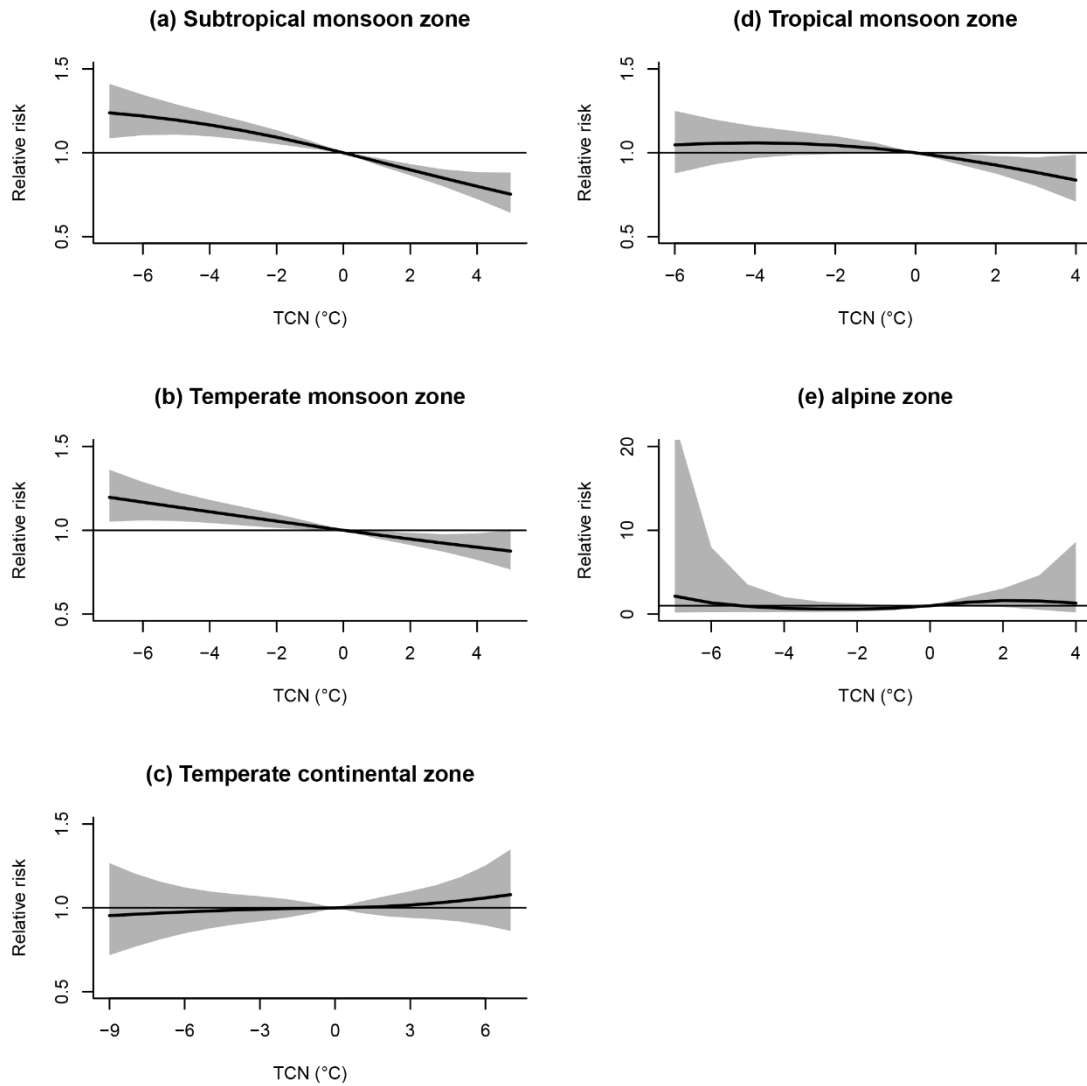 (a) Subtropical monsoon zone
Relative risk
1.5
1.0
0.5
−6 −4 −2 0 2 4
TCN (°C)
(d) Tropical monsoon zone
Relative risk
1.5
1.0
0.5
−6 −4 −2 0 2 4
TCN (°C)
(b) Temperate monsoon zone
Relative risk
1.5
1.0
0.5
−6 −4 −2 0 2 4
TCN (°C)
(e) alpine zone
Relative risk
20
10
0
−6 −4 −2 0 2 4
TCN (°C)
(c) Temperate continental zone
Relative risk
1.5
1.0
0.5
−9 −6 −3 0 3 6
TCN (°C)